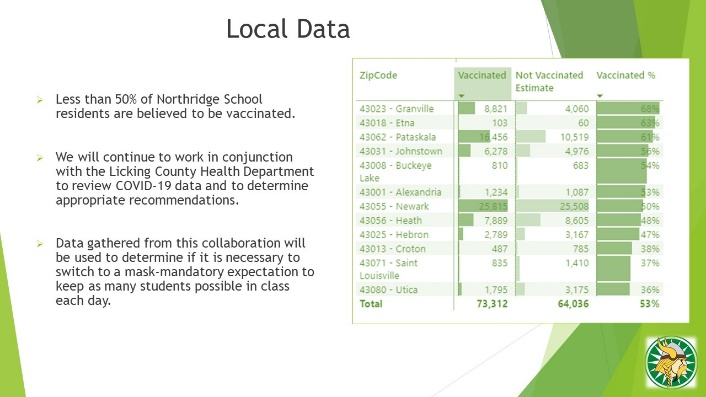 Local Data
➢ Less than 50% of Northridge School
residents are believed to be vaccinated.
➢ We will continue to work in conjunction
with the Licking County Health Department
to review COVID-19 data and to determine
appropriate recommendations.
➢ Data gathered from this collaboration will
be used to determine if it is necessary to
switch to a mask-mandatory expectation to
keep as many students possible in class
each day.
ZipCode Vaccinated Not Vaccinated Vaccinated %
Estimate
43023 - Granville 8,821 4,060 68%
43018 - Etna 103 60 63%
43062 - Pataskala 16,456 10,519 61%
43031 - Johnstown 6,278 4,976 56%
43008 - Buckeye 810 683 54%
Lake
43001 - Alexandria 1,234 1,087 53%
43055 - Newark 25,815 25,508 50%
43056 - Heath 7,889 8,605 48%
43025 - Hebron 2,789 3,167 47%
43013 - Croton 487 785 38%
43071 - Saint 835 1,410 37%
Louisville
43080 - Utica 1,795 3,175 36%
Total 73,312 64,036 53%